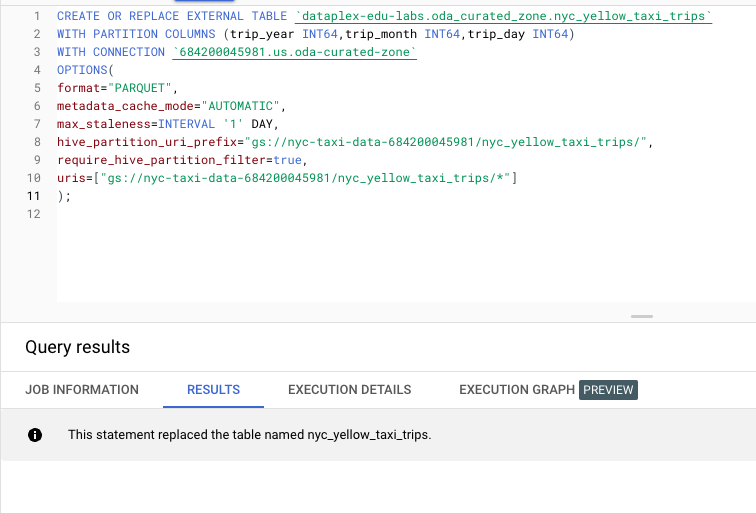 1 CREATE OR REPLACE EXTERNAL TABLE `dataplex-edu-labs.oda_curated_zone.nyc_yellow_taxi_trips`
2 WITH PARTITION COLUMNS (trip_year INT64,trip_month INT64,trip_day INT64)
3 WITH CONNECTION `684200045981.us.oda-curated-zone`
4 OPTIONS(
5 format="PARQUET",
6 metadata_cache_mode="AUTOMATIC",
7 max_staleness=INTERVAL '1' DAY,
8 hive_partition_uri_prefix="gs://nyc-taxi-data-684200045981/nyc_yellow_taxi_trips/",
9 require_hive_partition_filter=true,
10 uris=["gs://nyc-taxi-data-684200045981/nyc_yellow_taxi_trips/*"]
11 );
12
Query results
JOB INFORMATION RESULTS EXECUTION DETAILS EXECUTION GRAPH PREVIEW
This statement replaced the table named nyc_yellow_taxi_trips.